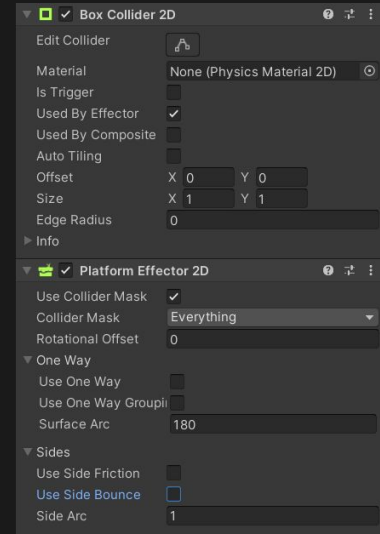 Box Collider 2D
Edit Collider
Material None (Physics Material 2D)
Is Trigger
Used By Effector
Used By Composite
Auto Tiling
Offset X 0 Y 0
Size X 1 Y 1
Edge Radius 0
Info
Platform Effector 2D
Use Collider Mask
Collider Mask Everything
Rotational Offset 0
One Way
Use One Way
Use One Way Groupi
Surface Arc 180
Sides
Use Side Friction
Use Side Bounce
Side Arc 1